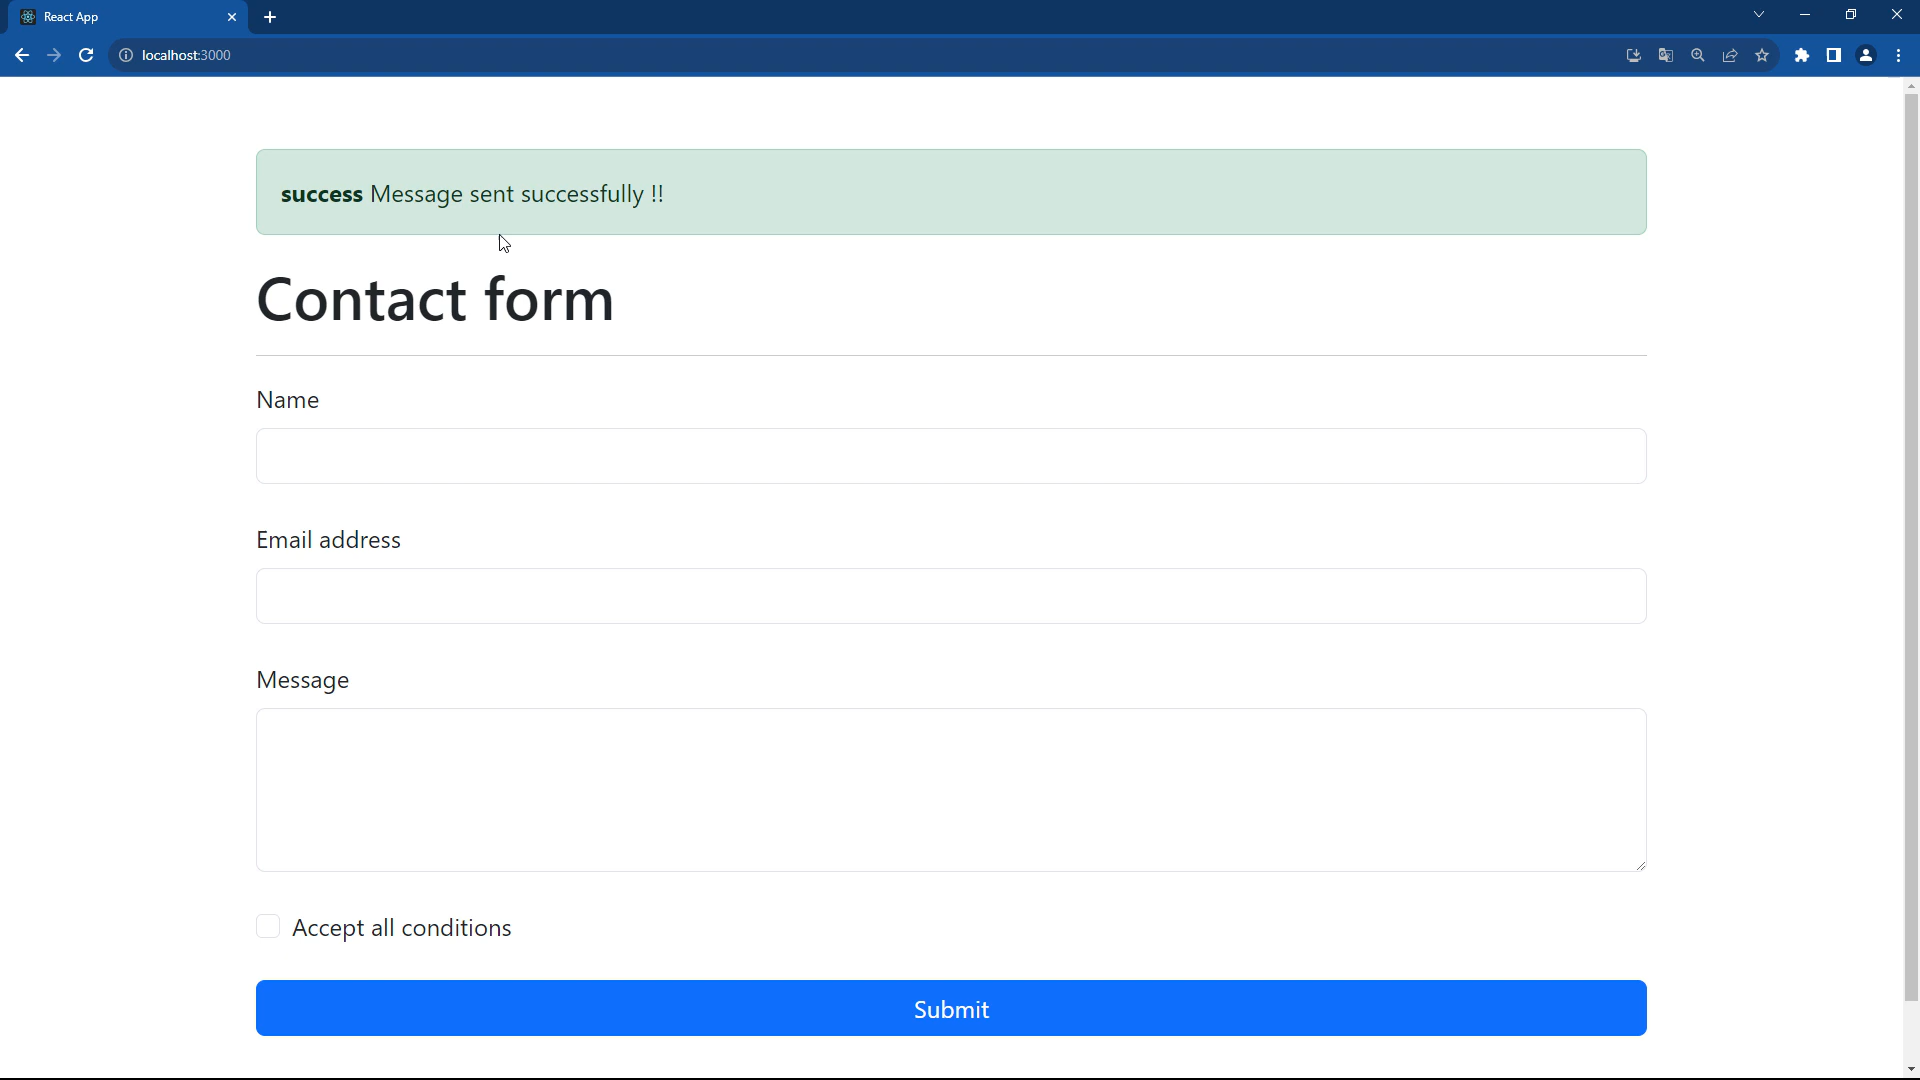 React App
localhost:3000
success Message sent successfully !!
Contact form
Name
Email address
Message
Accept all conditions
Submit